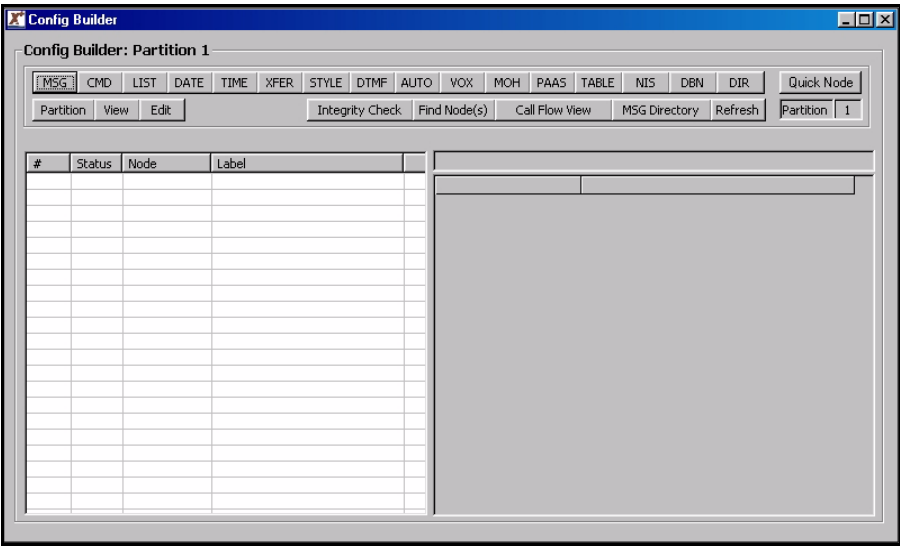 Config Builder
Config Builder: Partition 1
MSG CMD LIST DATE TIME XFER STYLE DTMF AUTO VOX MOH PAAS TABLE NIS DBN DIR Quick Node
Partition View Edit Integrity Check Find Node(s) Call Flow View MSG Directory Refresh Partition 1
# Status Node Label